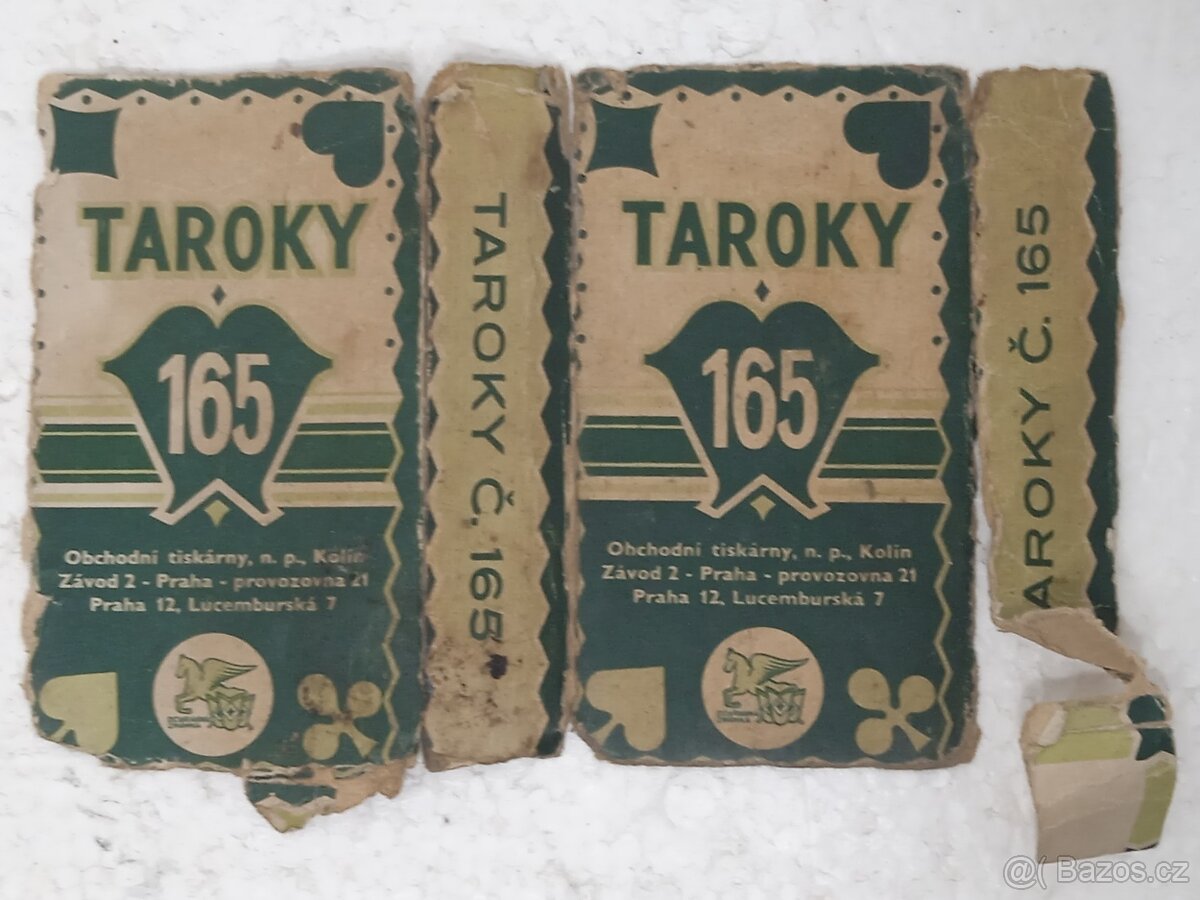 TAROKY
165
Obchodní tiskárny, n. p., Kolín
Závod 2 - Praha - provozovna 21
Praha 12, Lucemburská 7
TAROKY Č. 165
TAROKY
165
Obchodní tiskárny, n. p., Kolín
Závod 2 - Praha - provozovna 21
Praha 12, Lucemburská 7
AROKY Č. 165
@( Bazos.cz